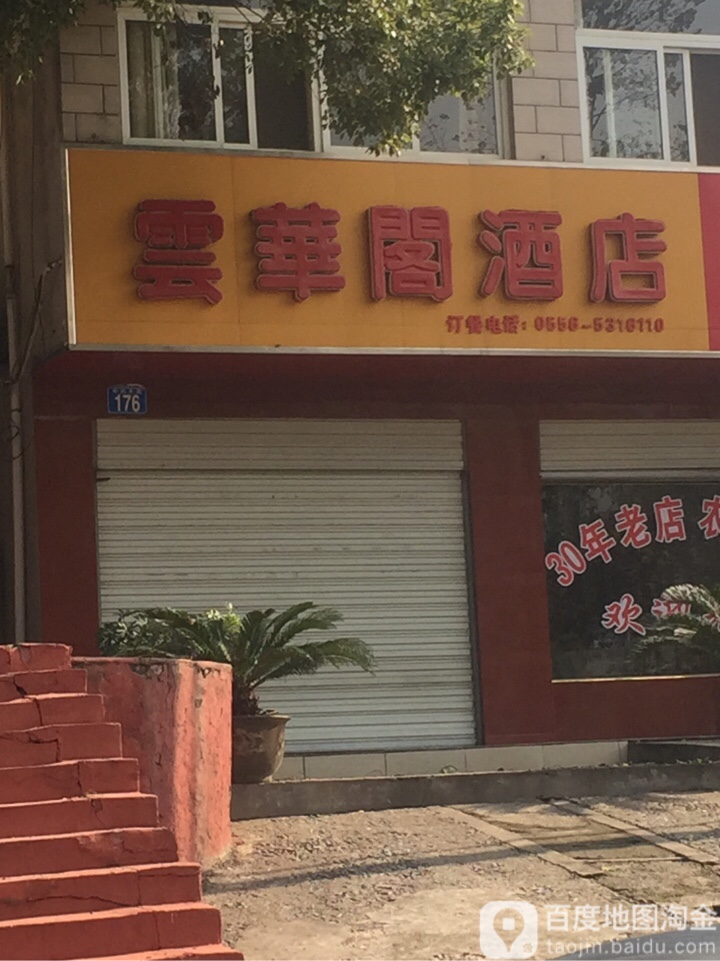 雲華閣酒店
订餐电话：0556-5316110
176
30年老店 农
欢迎
百度地图淘金
taojin.baidu.com